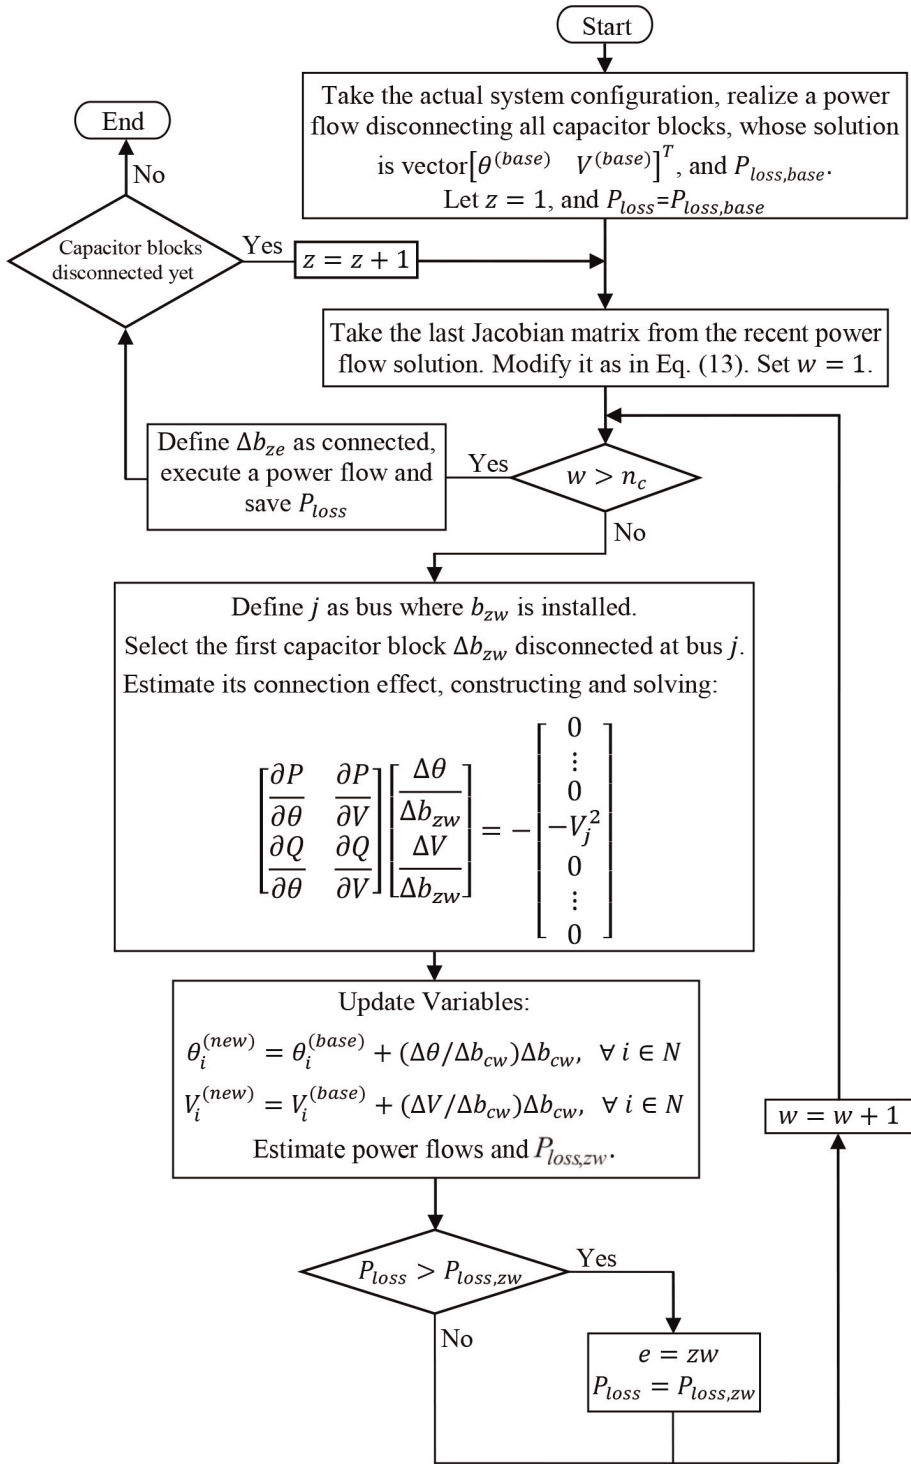 Start
Take the actual system configuration, realize a power
flow disconnecting all capacitor blocks, whose solution
is vector[θ^(base) V^(base)]^T, and P_loss,base.
Let z = 1, and P_loss=P_loss,base
End
No
Capacitor blocks
disconnected yet
Yes
z = z + 1
Take the last Jacobian matrix from the recent power
flow solution. Modify it as in Eq. (13). Set w = 1.
Define Δb_ze as connected,
execute a power flow and
save P_loss
Yes
w > n_c
No
Define j as bus where b_zw is installed.
Select the first capacitor block Δb_zw disconnected at bus j.
Estimate its connection effect, constructing and solving:
[∂P/∂θ ∂P/∂V
∂Q/∂θ ∂Q/∂V] [Δθ/Δb_zw
ΔV/Δb_zw] = −[0
⋮
0
−V_j^2
0
⋮
0]
Update Variables:
θ_i^(new) = θ_i^(base) + (Δθ/Δb_cw)Δb_cw, ∀ i ∈ N
V_i^(new) = V_i^(base) + (ΔV/Δb_cw)Δb_cw, ∀ i ∈ N
Estimate power flows and P_loss,zw.
w = w + 1
P_loss > P_loss,zw
Yes
No
e = zw
P_loss = P_loss,zw